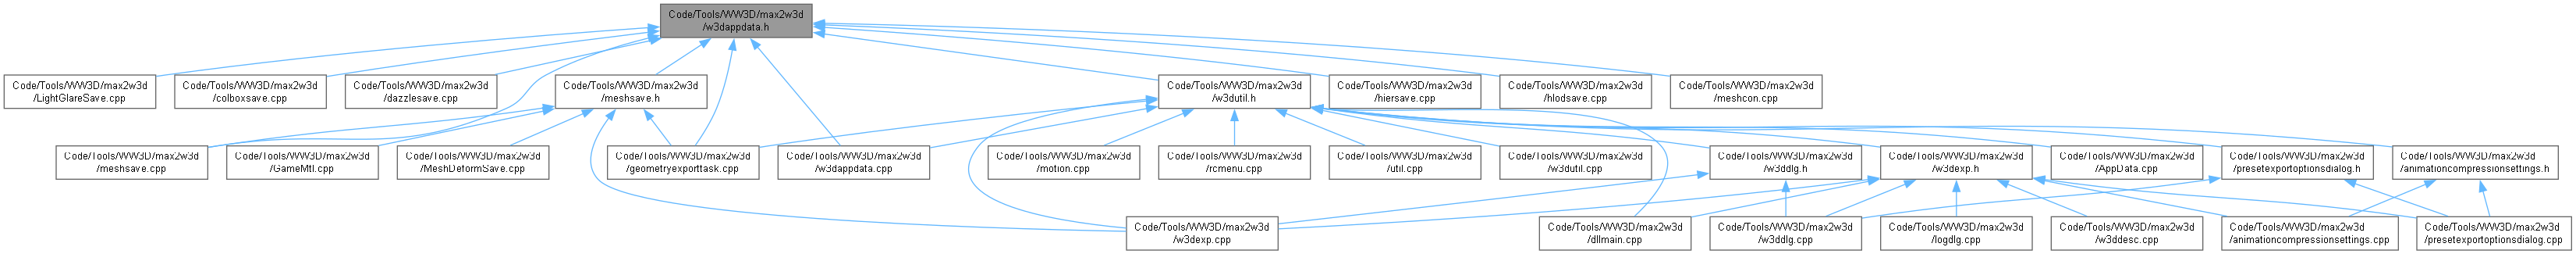 Code/Tools/WW3D/max2w3d
/w3dappdata.h
Code/Tools/WW3D/max2w3d
/LightGlareSave.cpp
Code/Tools/WW3D/max2w3d
/colboxsave.cpp
Code/Tools/WW3D/max2w3d
/dazzlesave.cpp
Code/Tools/WW3D/max2w3d
/meshsave.h
Code/Tools/WW3D/max2w3d
/w3dutil.h
Code/Tools/WW3D/max2w3d
/hiersave.cpp
Code/Tools/WW3D/max2w3d
/hlodsave.cpp
Code/Tools/WW3D/max2w3d
/meshcon.cpp
Code/Tools/WW3D/max2w3d
/meshsave.cpp
Code/Tools/WW3D/max2w3d
/GameMtl.cpp
Code/Tools/WW3D/max2w3d
/MeshDeformSave.cpp
Code/Tools/WW3D/max2w3d
/geometryexporttask.cpp
Code/Tools/WW3D/max2w3d
/w3dappdata.cpp
Code/Tools/WW3D/max2w3d
/motion.cpp
Code/Tools/WW3D/max2w3d
/rcmenu.cpp
Code/Tools/WW3D/max2w3d
/util.cpp
Code/Tools/WW3D/max2w3d
/w3dutil.cpp
Code/Tools/WW3D/max2w3d
/w3ddlg.h
Code/Tools/WW3D/max2w3d
/w3dexp.h
Code/Tools/WW3D/max2w3d
/AppData.cpp
Code/Tools/WW3D/max2w3d
/presetexportoptionsdialog.h
Code/Tools/WW3D/max2w3d
/animationcompressionsettings.h
Code/Tools/WW3D/max2w3d
/w3dexp.cpp
Code/Tools/WW3D/max2w3d
/dllmain.cpp
Code/Tools/WW3D/max2w3d
/w3ddlg.cpp
Code/Tools/WW3D/max2w3d
/logdlg.cpp
Code/Tools/WW3D/max2w3d
/w3ddesc.cpp
Code/Tools/WW3D/max2w3d
/animationcompressionsettings.cpp
Code/Tools/WW3D/max2w3d
/presetexportoptionsdialog.cpp